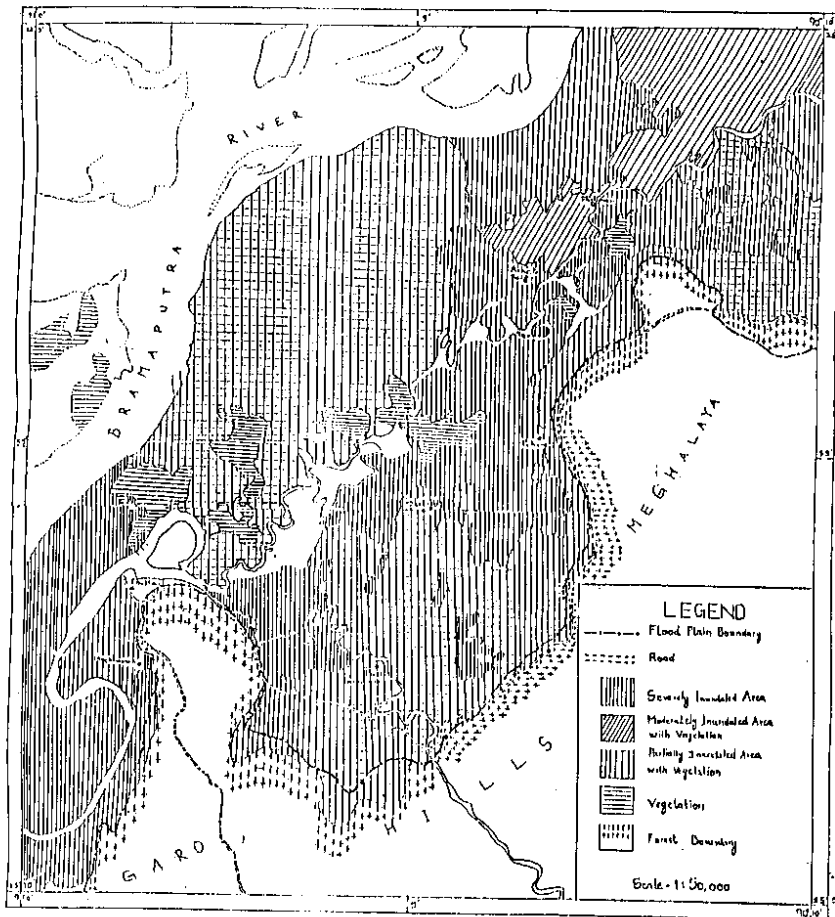 RIVER
BRAMAPUTRA
MEGHALAYA
GARO
HILLS
LEGEND
Flood Plain Boundary
Road
Severely Inundated Area
Moderately Inundated Area
with Vegetation
Partially Inundated Area
with vegetation
Vegetation
Forest Boundary
Scale - 1:50,000